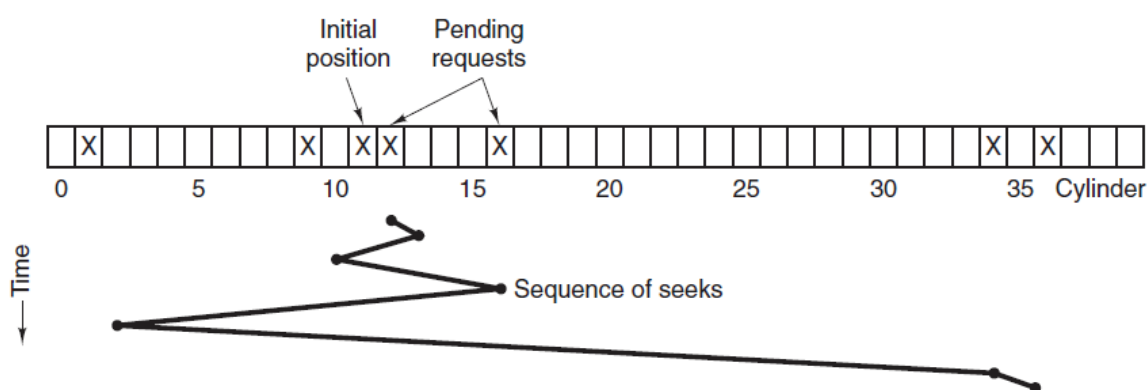 Initial position
Pending requests
X X X X X X X
0 5 10 15 20 25 30 35 Cylinder
Sequence of seeks
Time